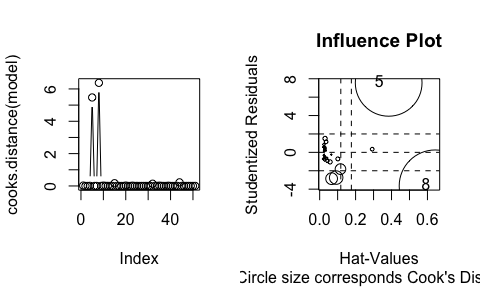 Influence Plot
cooks.distance(model)
0 2 4 6
0 20 40
Index
Studentized Residuals
-4 0 4 8
5
8
0.0 0.2 0.4 0.6
Hat-Values
Circle size corresponds Cook's Dis